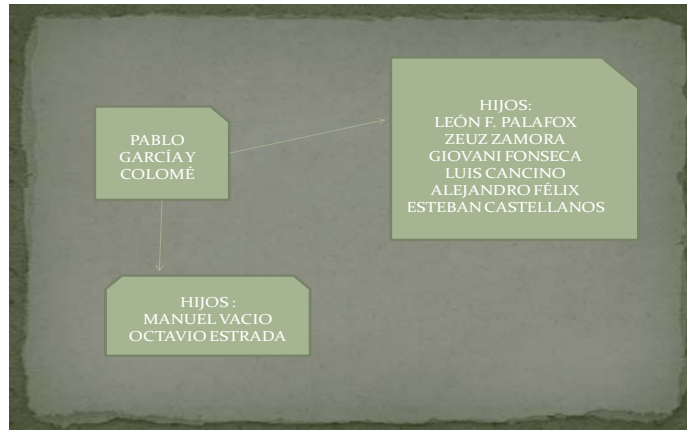 PABLO
GARCÍA Y
COLOMÉ
HIJOS:
LEÓN F. PALAFOX
ZEUZ ZAMORA
GIOVANI FONSECA
LUIS CANCINO
ALEJANDRO FÉLIX
ESTEBAN CASTELLANOS
HIJOS :
MANUEL VACIO
OCTAVIO ESTRADA